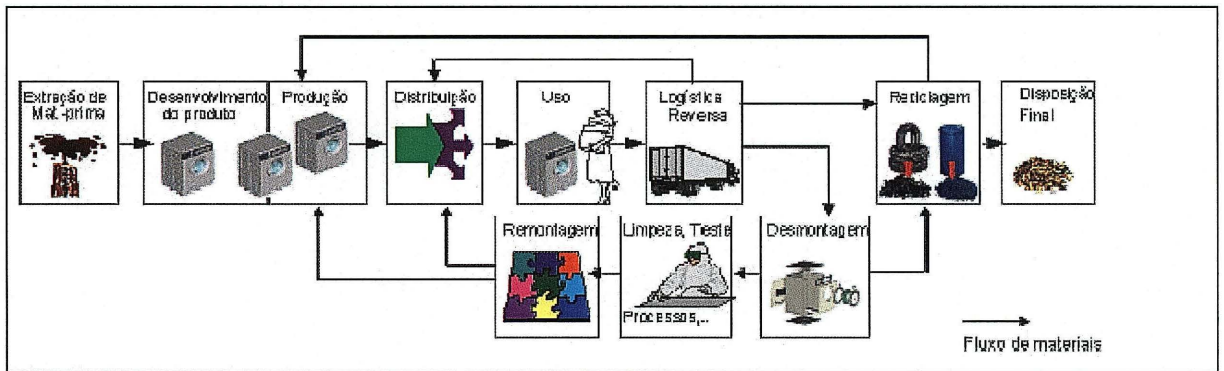 Extração de
Mat.-prima
Desenvolvimento
do produto
Produção
Distribuição
Uso
Logística
Reversa
Reciclagem
Disposição
Final
Remontagem
Limpeza, Teste
Processos,..
Desmontagem
Fluxo de materiais